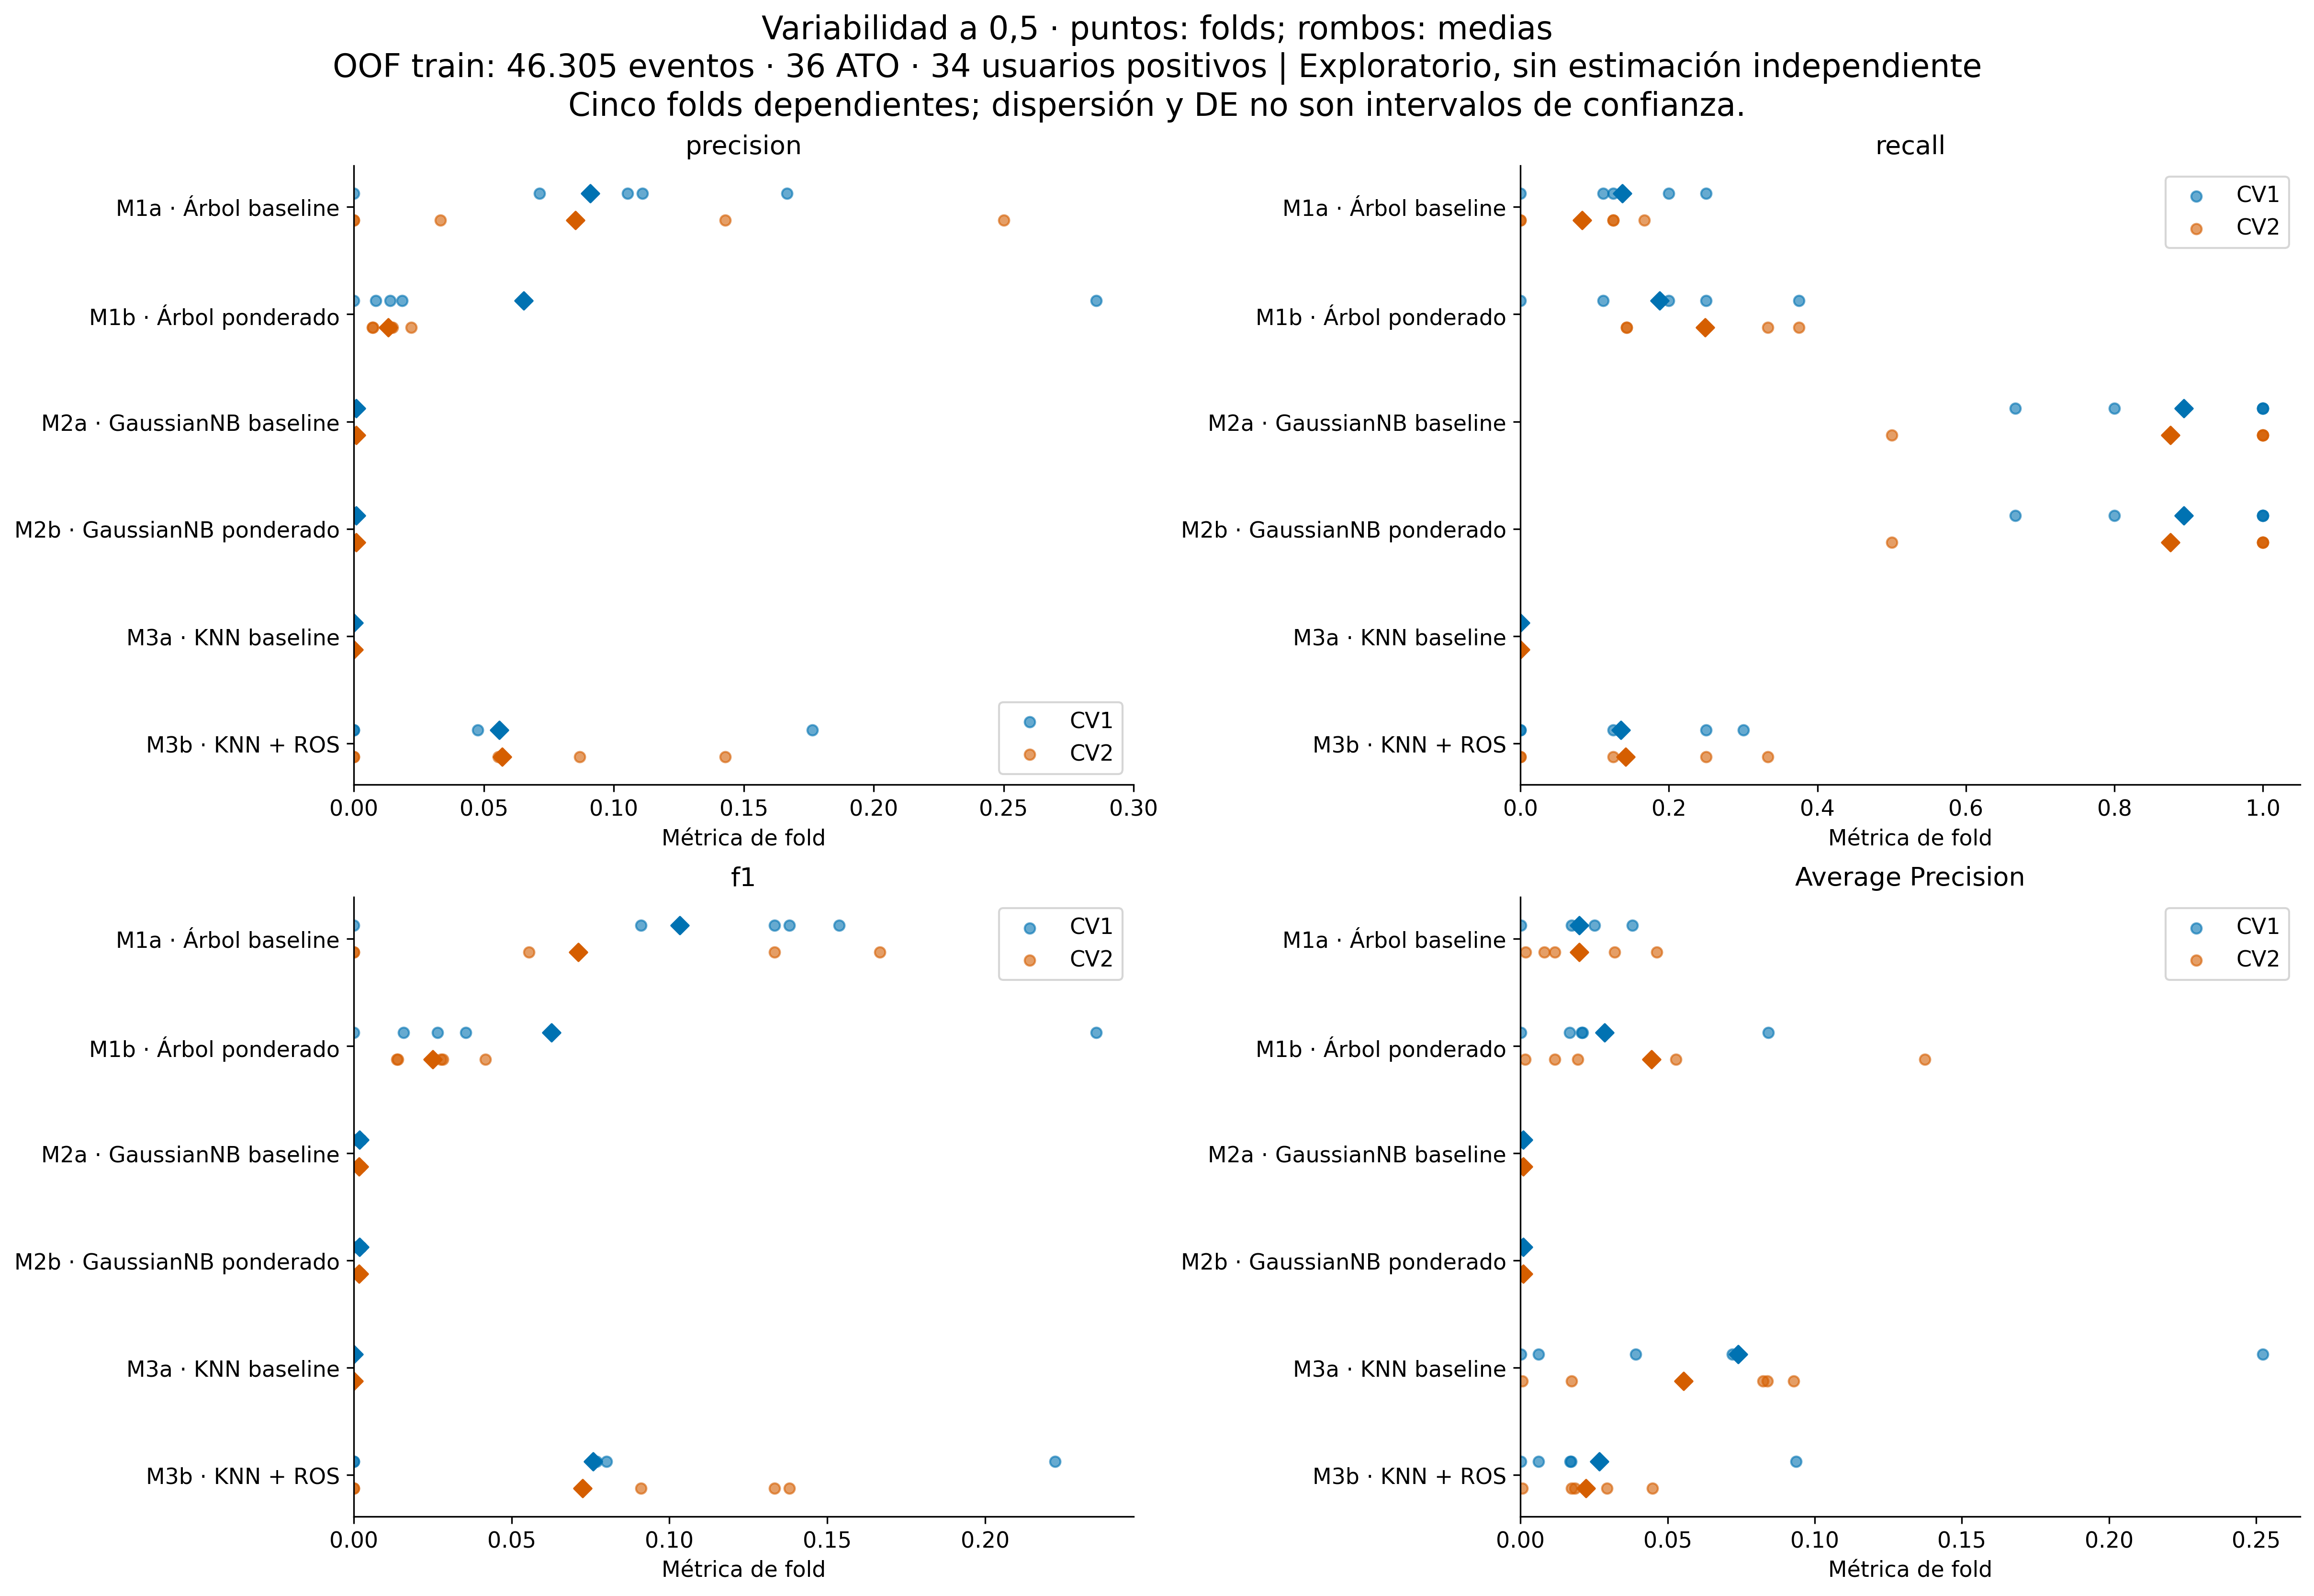 Variabilidad a 0,5 · puntos: folds; rombos: medias
OOF train: 46.305 eventos · 36 ATO · 34 usuarios positivos | Exploratorio, sin estimación independiente
Cinco folds dependientes; dispersión y DE no son intervalos de confianza.
precision
M1a · Árbol baseline
M1b · Árbol ponderado
M2a · GaussianNB baseline
M2b · GaussianNB ponderado
M3a · KNN baseline
M3b · KNN + ROS
CV1
CV2
0.00 0.05 0.10 0.15 0.20 0.25 0.30
Métrica de fold
recall
CV1
CV2
M1a · Árbol baseline
M1b · Árbol ponderado
M2a · GaussianNB baseline
M2b · GaussianNB ponderado
M3a · KNN baseline
M3b · KNN + ROS
0.0 0.2 0.4 0.6 0.8 1.0
Métrica de fold
f1
CV1
CV2
M1a · Árbol baseline
M1b · Árbol ponderado
M2a · GaussianNB baseline
M2b · GaussianNB ponderado
M3a · KNN baseline
M3b · KNN + ROS
0.00 0.05 0.10 0.15 0.20
Métrica de fold
Average Precision
CV1
CV2
M1a · Árbol baseline
M1b · Árbol ponderado
M2a · GaussianNB baseline
M2b · GaussianNB ponderado
M3a · KNN baseline
M3b · KNN + ROS
0.00 0.05 0.10 0.15 0.20 0.25
Métrica de fold